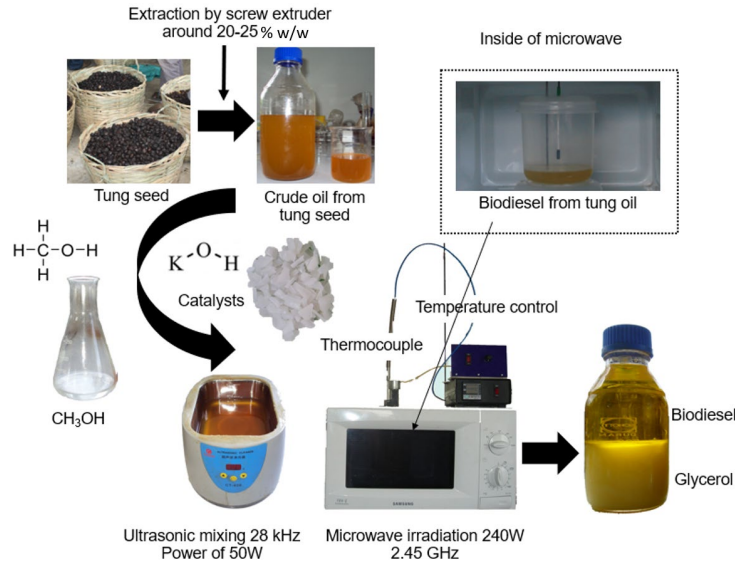 Extraction by screw extruder
around 20-25% w/w
Inside of microwave
Tung seed
Crude oil from
tung seed
Biodiesel from tung oil
H
H-C-O-H
H
K-O-H
Catalysts
Temperature control
Thermocouple
CH₃OH
Biodiesel
Glycerol
SAMSUNG
Ultrasonic mixing 28 kHz
Power of 50W
Microwave irradiation 240W
2.45 GHz